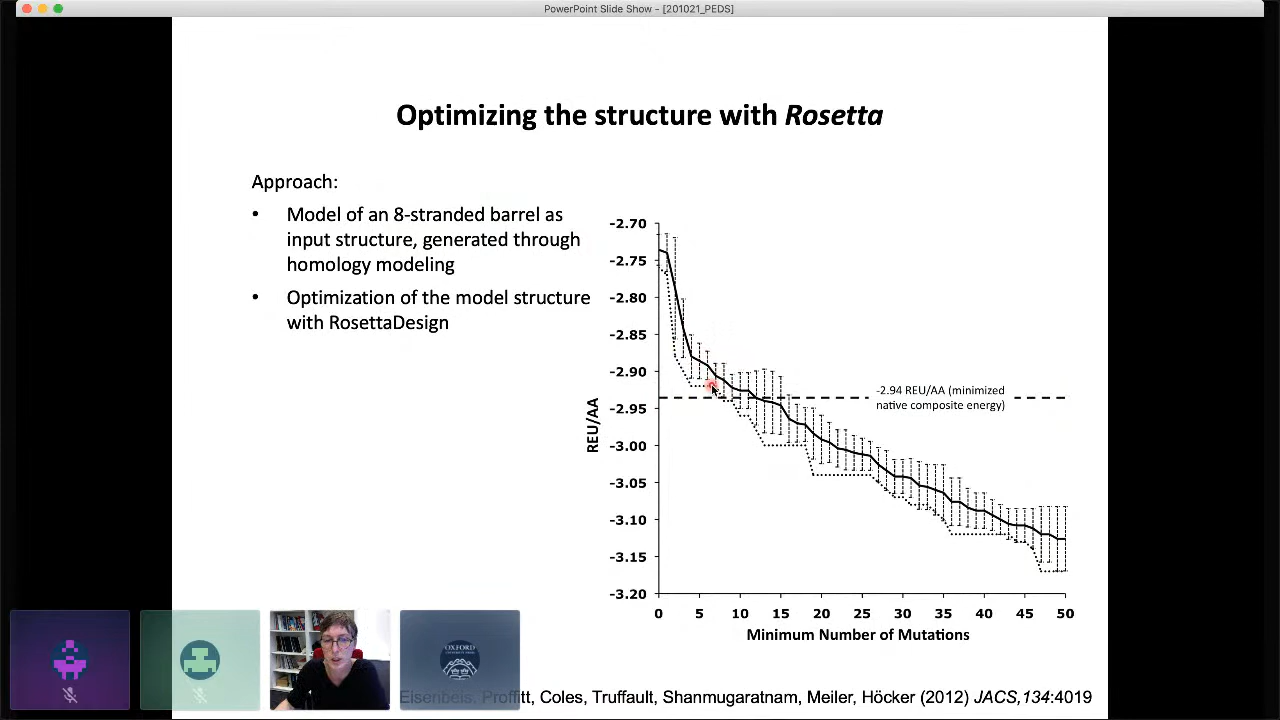 PowerPoint Slide Show - [201021_PEDS]
Optimizing the structure with Rosetta
Approach:
• Model of an 8-stranded barrel as
input structure, generated through
homology modeling
• Optimization of the model structure
with RosettaDesign
-2.70
-2.75
-2.80
-2.85
-2.90
-2.95
-3.00
-3.05
-3.10
-3.15
-3.20
REU/AA
-2.94 REU/AA (minimized
native composite energy)
0 5 10 15 20 25 30 35 40 45 50
Minimum Number of Mutations
OXFORD
Eisenbeis, Proffitt, Coles, Truffault, Shanmugaratnam, Meiler, Höcker (2012) JACS,134:4019